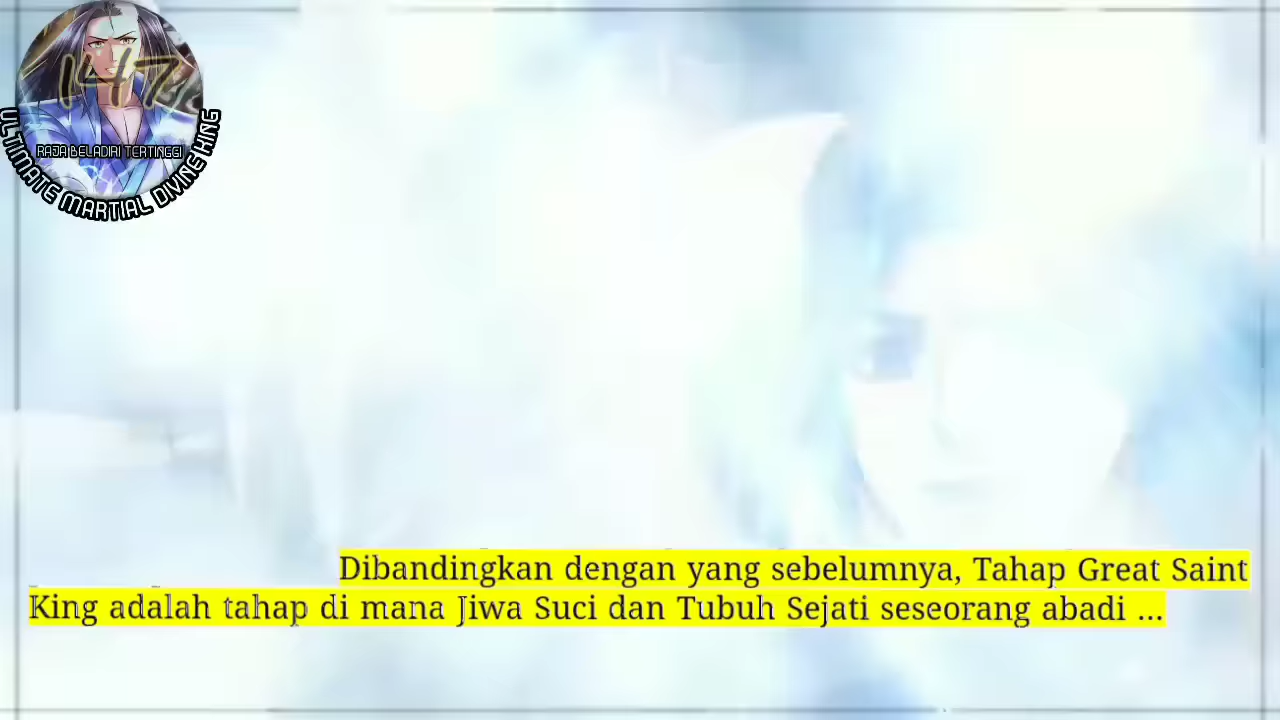 RAJA BELADIRI TERTINGGI
ULTIMATE MARTIAL DIVINE KING
Dibandingkan dengan yang sebelumnya, Tahap Great Saint
King adalah tahap di mana Jiwa Suci dan Tubuh Sejati seseorang abadi ...